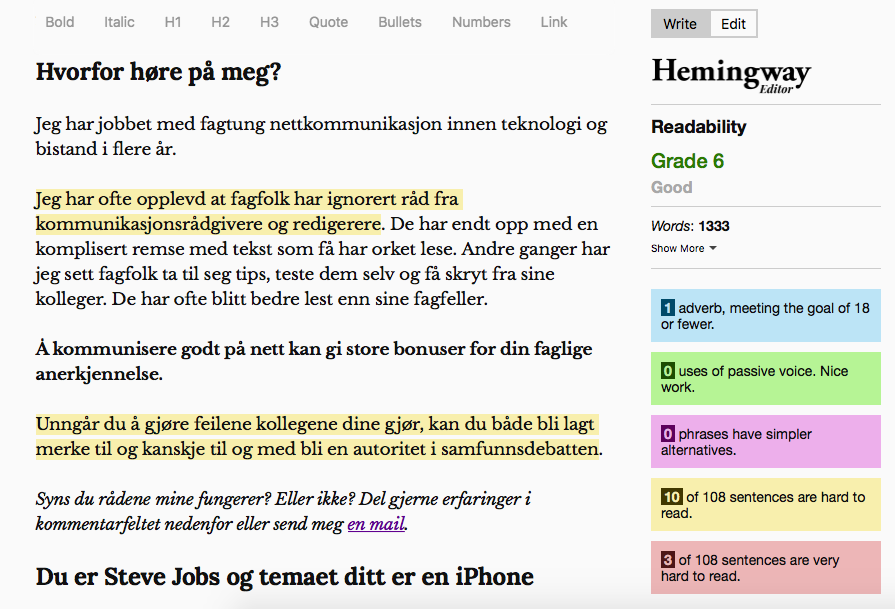 Bold Italic H1 H2 H3 Quote Bullets Numbers Link
Hvorfor høre på meg?
Jeg har jobbet med fagtung nettkommunikasjon innen teknologi og
bistand i flere år.
Jeg har ofte opplevd at fagfolk har ignorert råd fra
kommunikasjonsrådgivere og redigerere. De har endt opp med en
komplisert remse med tekst som få har orket lese. Andre ganger har
jeg sett fagfolk ta til seg tips, teste dem selv og få skryt fra sine
kolleger. De har ofte blitt bedre lest enn sine fagfeller.
Å kommunisere godt på nett kan gi store bonuser for din faglige
anerkjennelse.
Unngår du å gjøre feilene kollegene dine gjør, kan du både bli lagt
merke til og kanskje til og med bli en autoritet i samfunnsdebatten.
Syns du rådene mine fungerer? Eller ikke? Del gjerne erfaringer i
kommentarfeltet nedenfor eller send meg en mail.
Du er Steve Jobs og temaet ditt er en iPhone
Write Edit
Hemingway
Editor
Readability
Grade 6
Good
Words: 1333
Show More
1 adverb, meeting the goal of 18
or fewer.
0 uses of passive voice. Nice
work.
0 phrases have simpler
alternatives.
10 of 108 sentences are hard to
read.
3 of 108 sentences are very
hard to read.